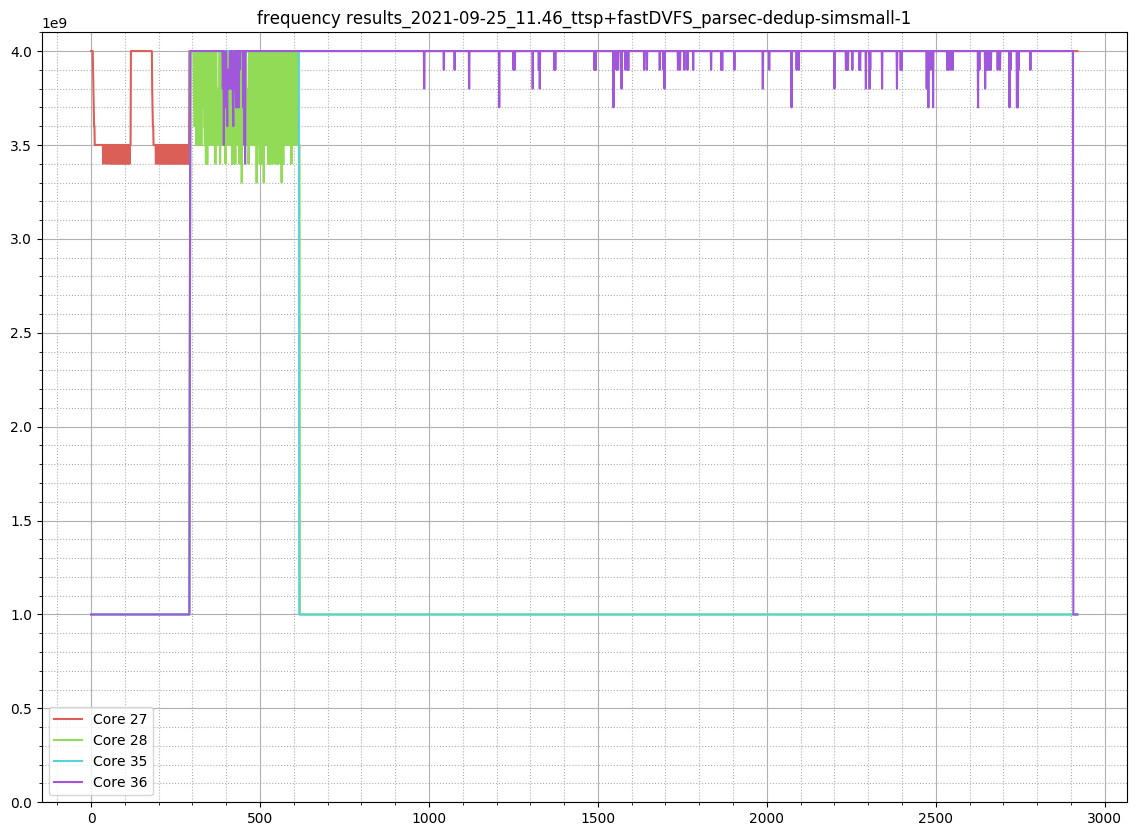 frequency results_2021-09-25_11.46_ttsp+fastDVFS_parsec-dedup-simsmall-1
1e9
4.0
3.5
3.0
2.5
2.0
1.5
1.0
0.5
0.0
Core 27
Core 28
Core 35
Core 36
0 500 1000 1500 2000 2500 3000